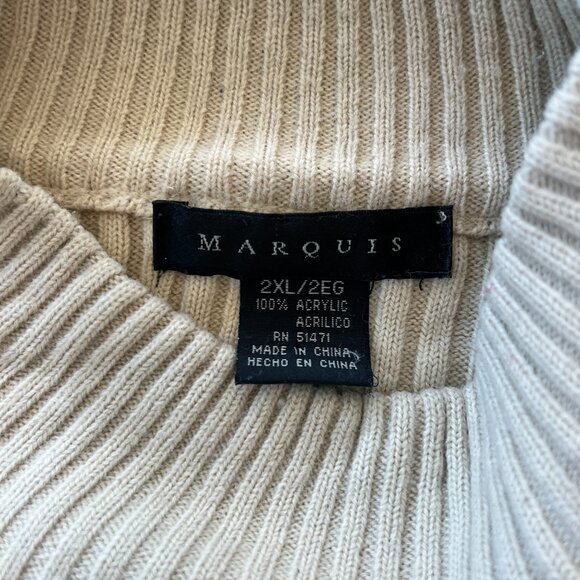 MARQUIS
2XL/2EG
100% ACRYLIC
ACRILICO
RN 51471
MADE IN CHINA
HECHO EN CHINA